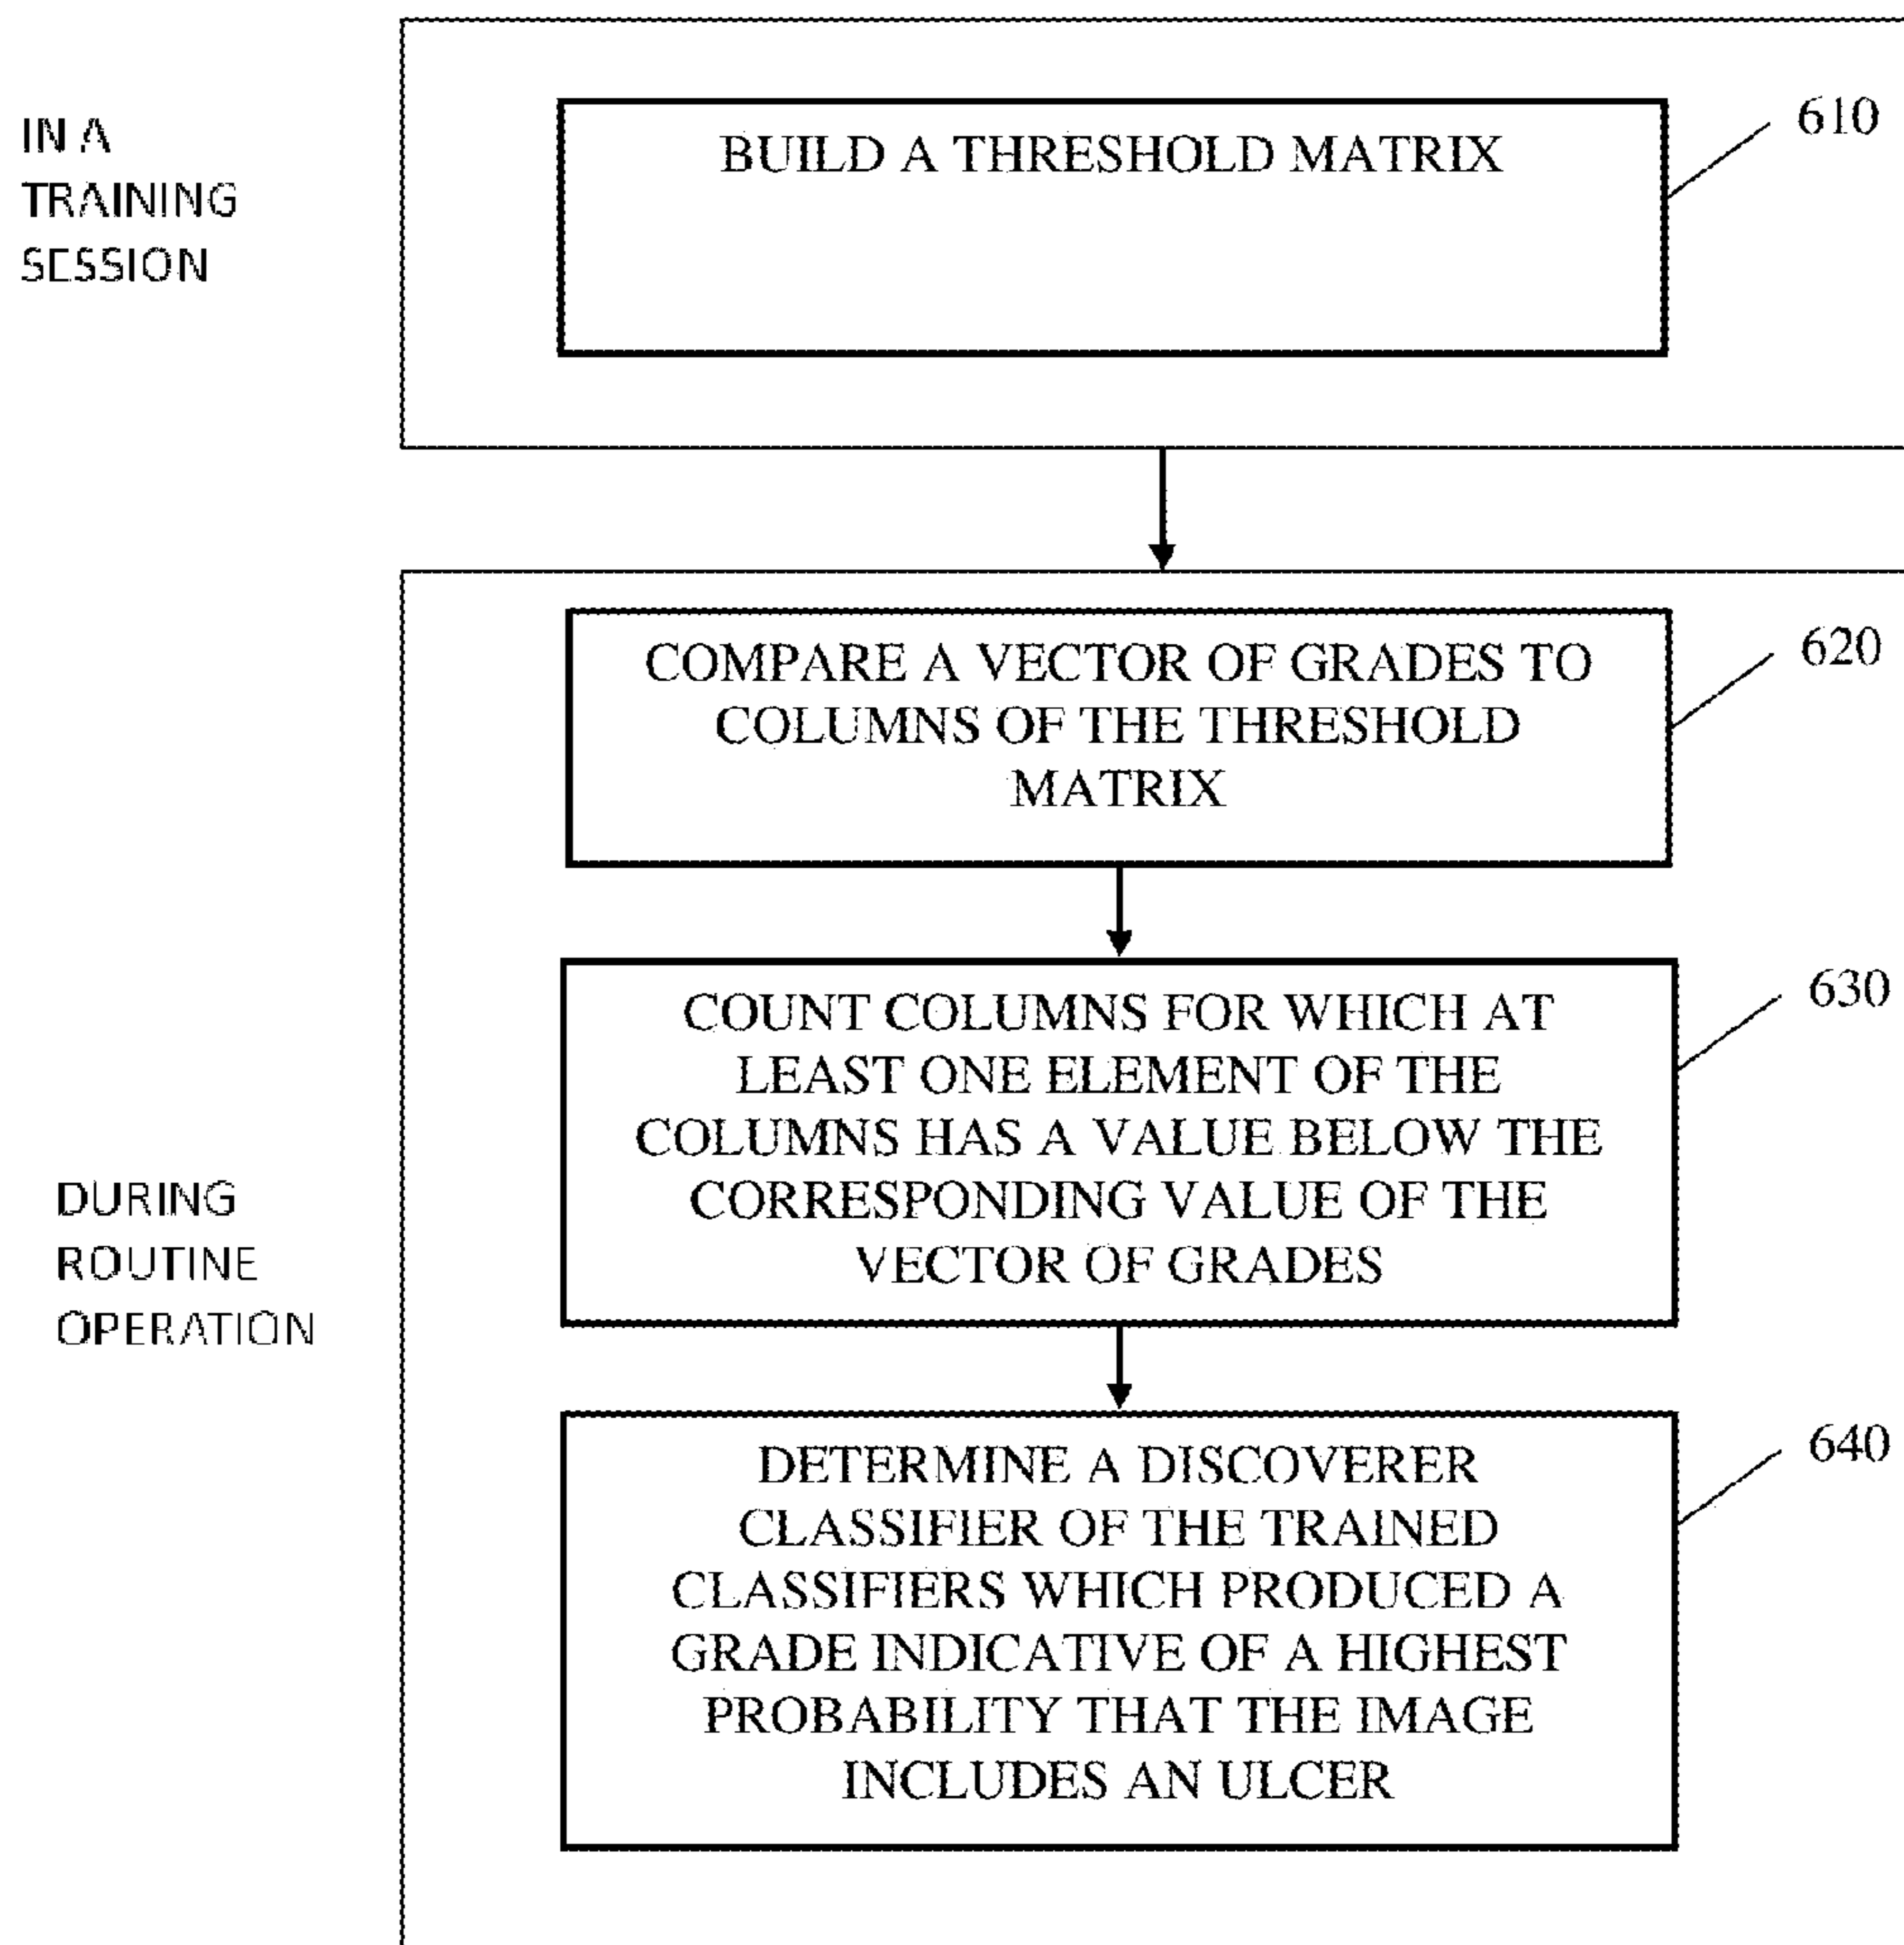 IN A
TRAINING
SESSION
BUILD A THRESHOLD MATRIX
610
COMPARE A VECTOR OF GRADES TO
COLUMNS OF THE THRESHOLD
MATRIX
620
DURING
ROUTINE
OPERATION
COUNT COLUMNS FOR WHICH AT
LEAST ONE ELEMENT OF THE
COLUMNS HAS A VALUE BELOW THE
CORRESPONDING VALUE OF THE
VECTOR OF GRADES
630
DETERMINE A DISCOVERER
CLASSIFIER OF THE TRAINED
CLASSIFIERS WHICH PRODUCED A
GRADE INDICATIVE OF A HIGHEST
PROBABILITY THAT THE IMAGE
INCLUDES AN ULCER
640